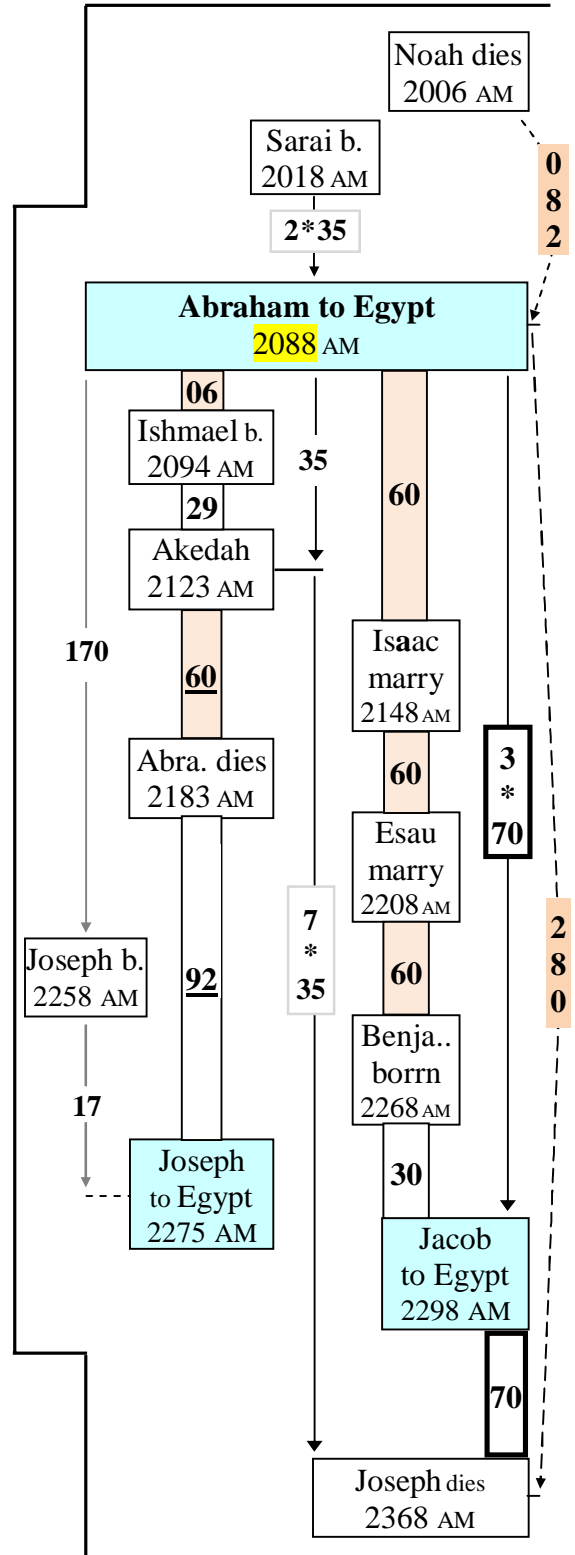 Noah dies
2006 AM
Sarai b.
2018 AM
0
8
2
2*35
Abraham to Egypt
2088 AM
06
Ishmael b.
2094 AM
35
60
29
Akedah
2123 AM
170
60
Isaac
marry
2148 AM
3
*
70
Abra. dies
2183 AM
60
Esau
marry
2208 AM
7
*
35
2
8
0
Joseph b.
2258 AM
92
60
Benja..
borrn
2268 AM
17
Joseph
to Egypt
2275 AM
30
Jacob
to Egypt
2298 AM
70
Joseph dies
2368 AM